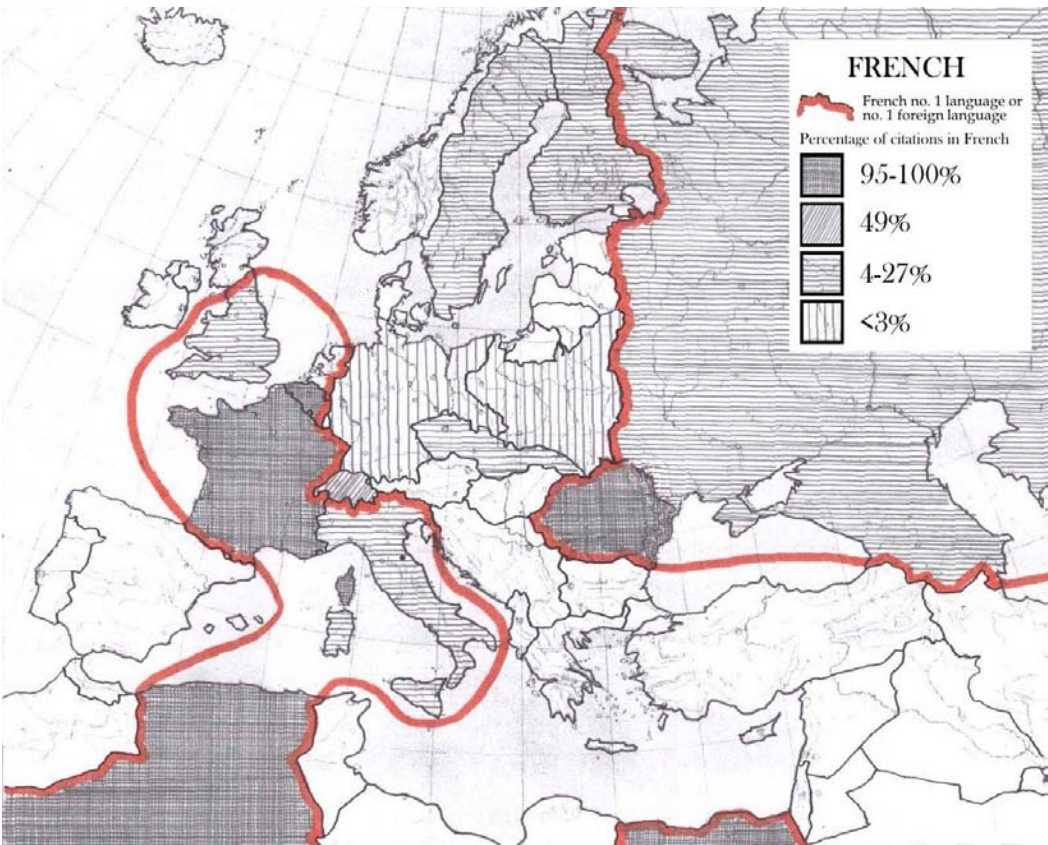 FRENCH
French no. 1 language or
no. 1 foreign language
Percentage of citations in French
95-100%
49%
4-27%
<3%